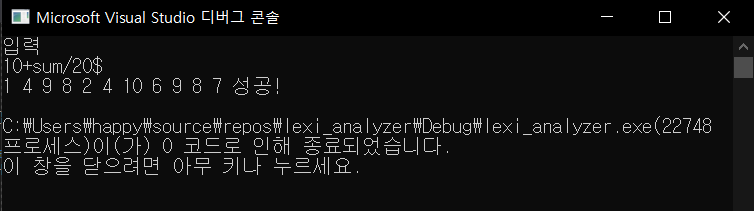 Microsoft Visual Studio 디버그 콘솔
입력
10+sum/20$
1 4 9 8 2 4 10 6 9 8 7 성공!
C:₩Users₩happy₩source₩repos₩lexi_analyzer₩Debug₩lexi_analyzer.exe(22748
프로세스)이(가) 0 코드로 인해 종료되었습니다.
이 창을 닫으려면 아무 키나 누르세요.